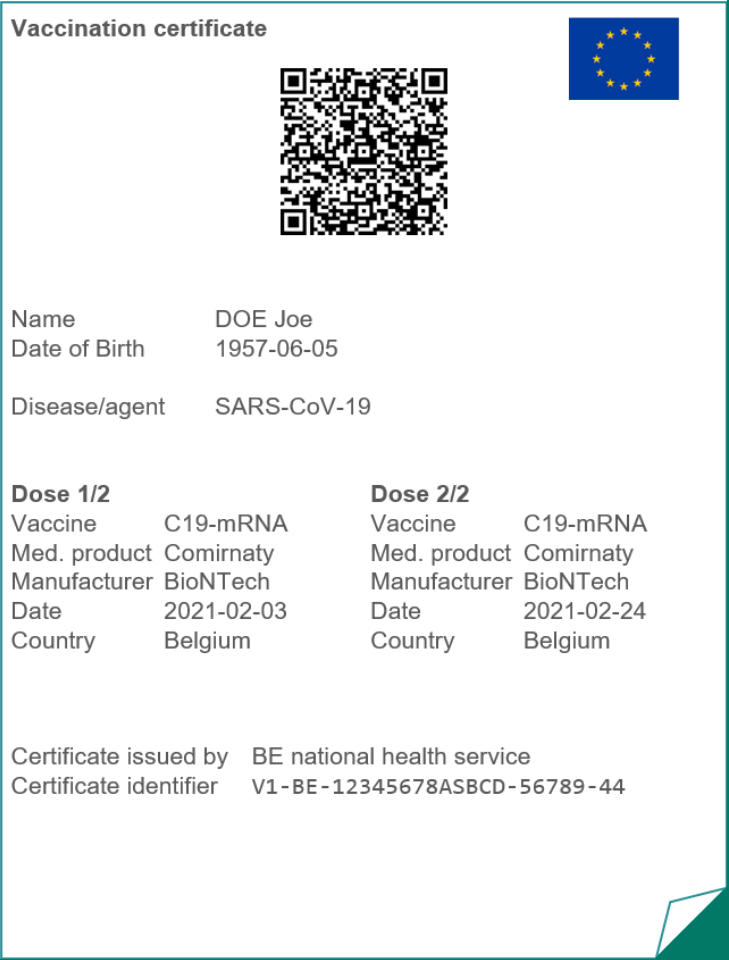 Vaccination certificate
Name DOE Joe
Date of Birth 1957-06-05
Disease/agent SARS-CoV-19
Dose 1/2 Dose 2/2
Vaccine C19-mRNA Vaccine C19-mRNA
Med. product Comirnaty Med. product Comirnaty
Manufacturer BioNTech Manufacturer BioNTech
Date 2021-02-03 Date 2021-02-24
Country Belgium Country Belgium
Certificate issued by BE national health service
Certificate identifier V1-BE-12345678ASBCD-56789-44